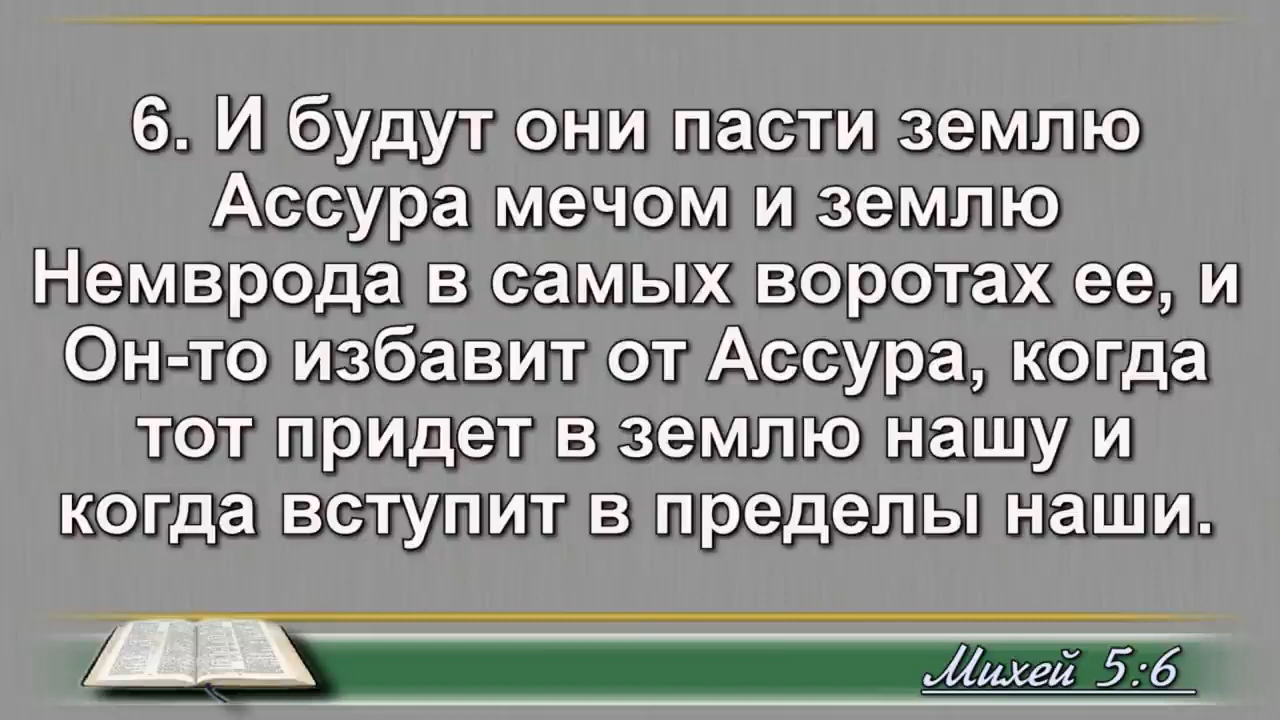 6. И будут они пасти землю
Ассура мечом и землю
Немврода в самых воротах ее, и
Он-то избавит от Ассура, когда
тот придет в землю нашу и
когда вступит в пределы наши.
Михей 5:6